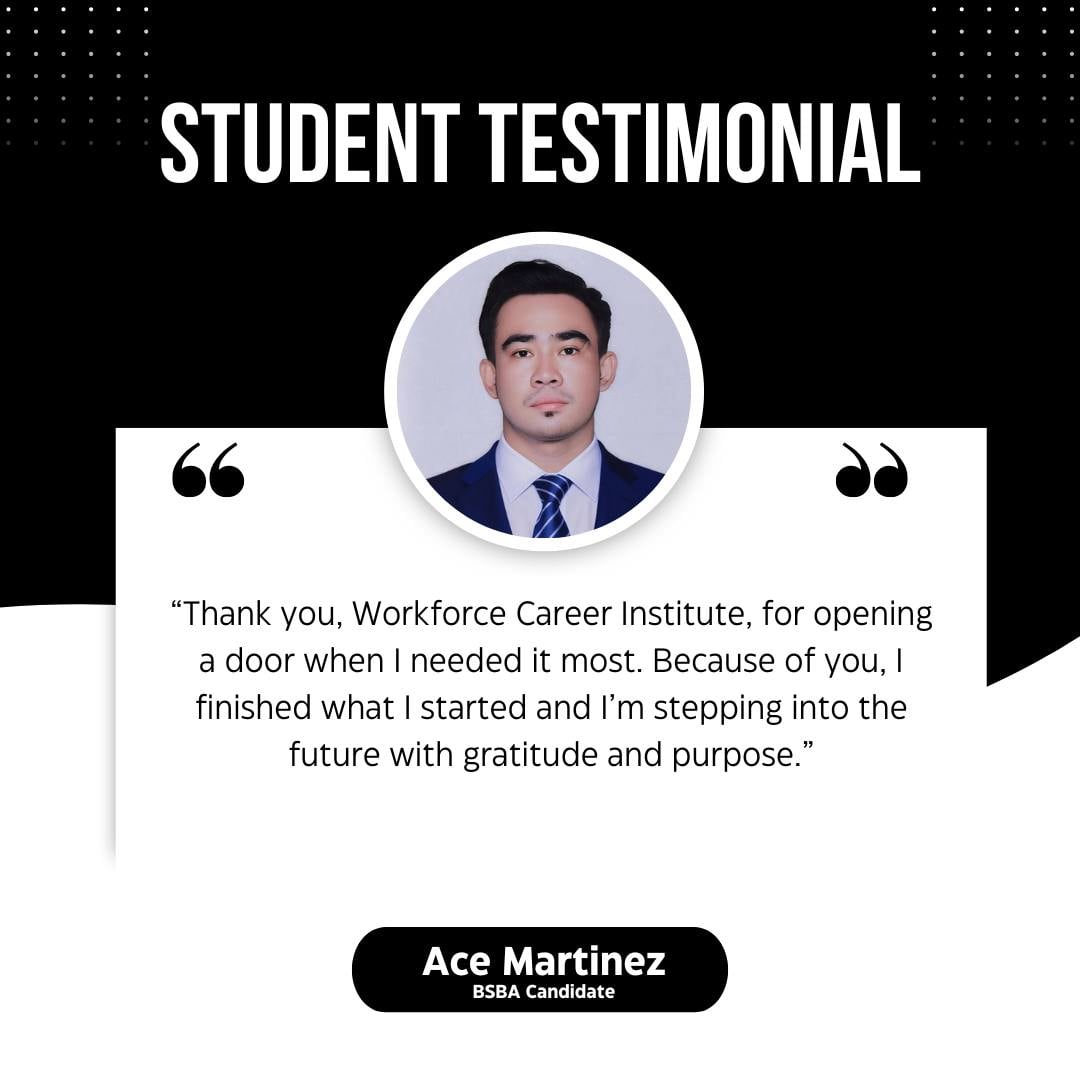 STUDENT TESTIMONIAL
“ ”
“Thank you, Workforce Career Institute, for opening
a door when I needed it most. Because of you, I
finished what I started and I’m stepping into the
future with gratitude and purpose.”
Ace Martinez
BSBA Candidate